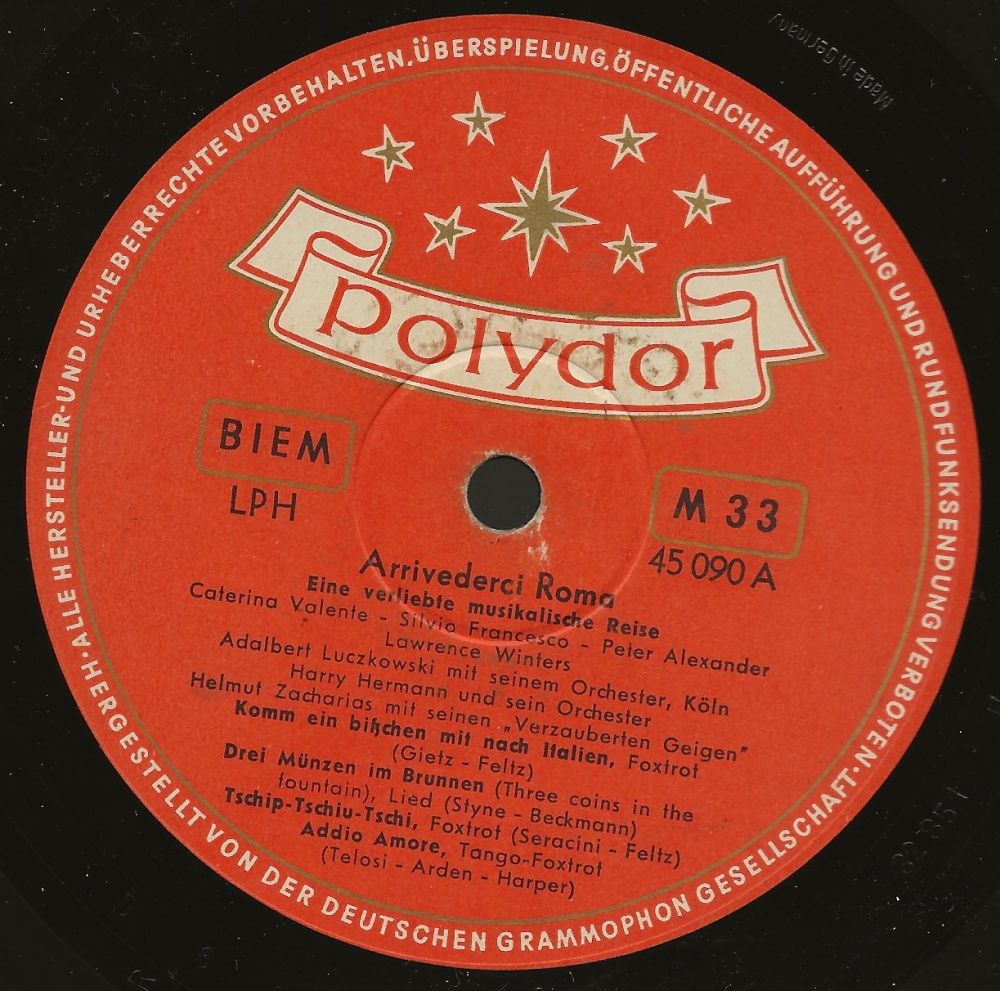 ·ALLE HERSTELLER-UND URHEBERRECHTE VORBEHALTEN.ÜBERSPIELUNG.ÖFFENTLICHE AUFFÜHRUNG UND RUNDFUNKSENDUNG VERBOTEN·
Made in Germany
polydor
BIEM
LPH
M 33
45 090 A
Arrivederci Roma
Eine verliebte musikalische Reise
Caterina Valente - Silvio Francesco - Peter Alexander
Lawrence Winters
Adalbert Luczkowski mit seinem Orchester, Köln
Harry Hermann und sein Orchester
Helmut Zacharias mit seinen „Verzauberten Geigen"
Komm ein bißchen mit nach Italien, Foxtrot
(Gietz - Feltz)
Drei Münzen im Brunnen (Three coins in the
fountain), Lied (Styne - Beckmann)
Tschip-Tschiu-Tschi, Foxtrot (Seracini - Feltz)
Addio Amore, Tango-Foxtrot
(Telosi - Arden - Harper)
HERGESTELLT VON DER DEUTSCHEN GRAMMOPHON GESELLSCHAFT·